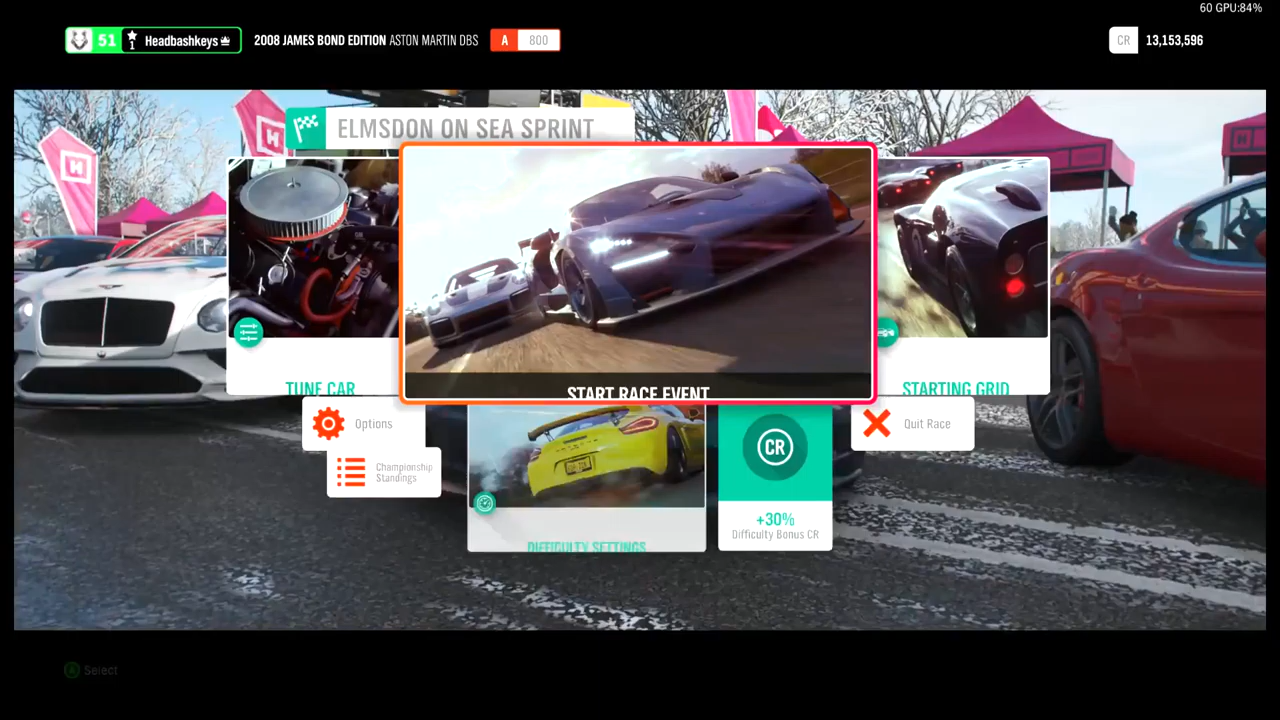 60 GPU:84%
51 Headbashkeys 2008 JAMES BOND EDITION ASTON MARTIN DBS A 800 CR 13,153,596
ELMSDON ON SEA SPRINT
TUNE CAR
START RACE EVENT
STARTING GRID
Options
Championship
Standings
Quit Race
CR
+30%
Difficulty Bonus CR
DIFFICULTY SETTINGS
A Select